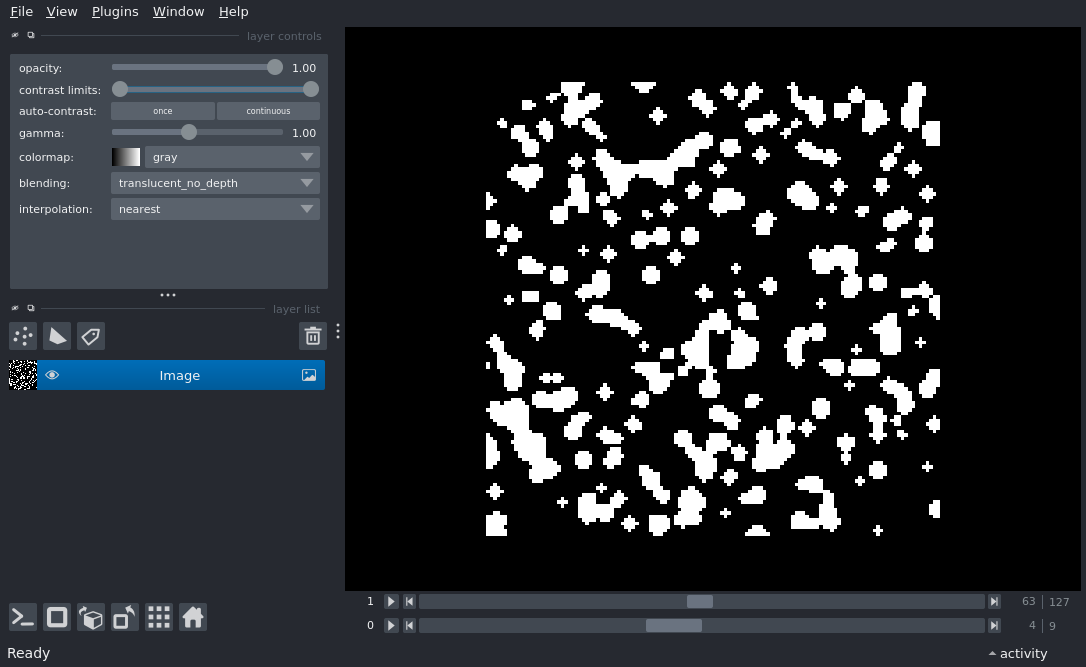 File View Plugins Window Help
layer controls
opacity: 1.00
contrast limits:
auto-contrast: once continuous
gamma: 1.00
colormap: gray
blending: translucent_no_depth
interpolation: nearest
layer list
Image
1 63 127
0 4 9
Ready activity